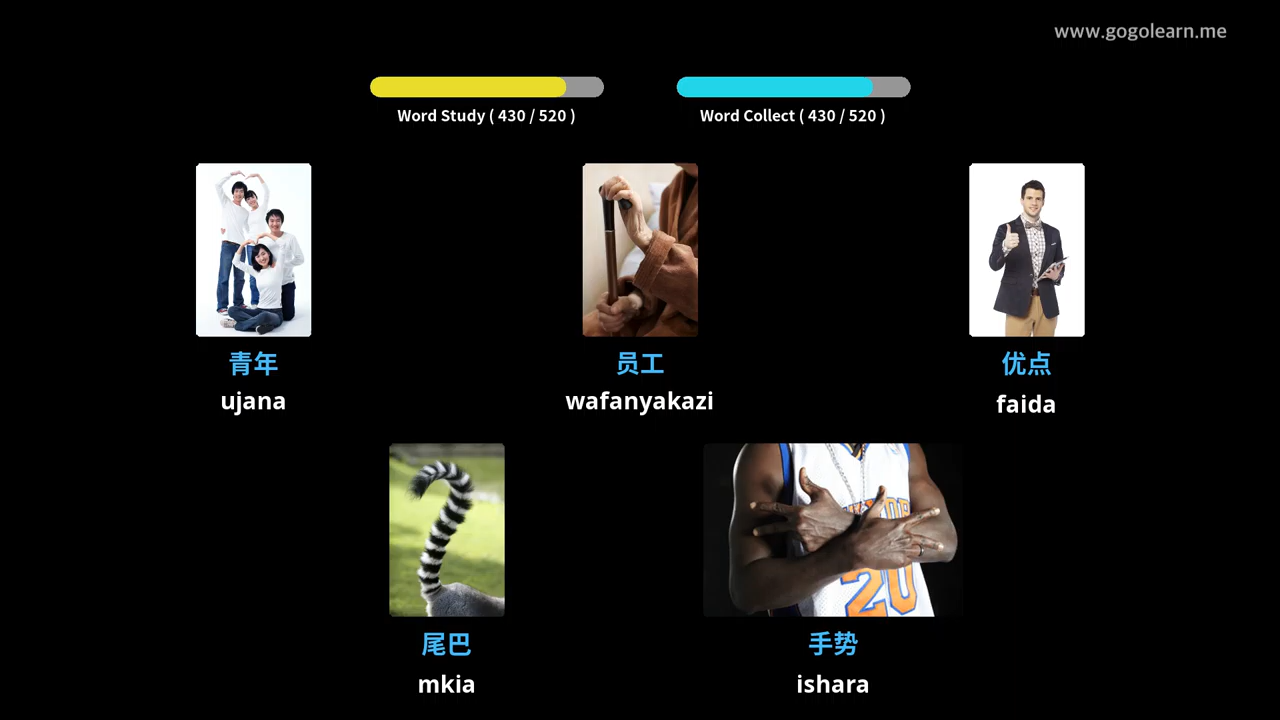 www.gogolearn.me
Word Study ( 430 / 520 )
Word Collect ( 430 / 520 )
青年
ujana
员工
wafanyakazi
优点
faida
尾巴
mkia
手势
ishara
20